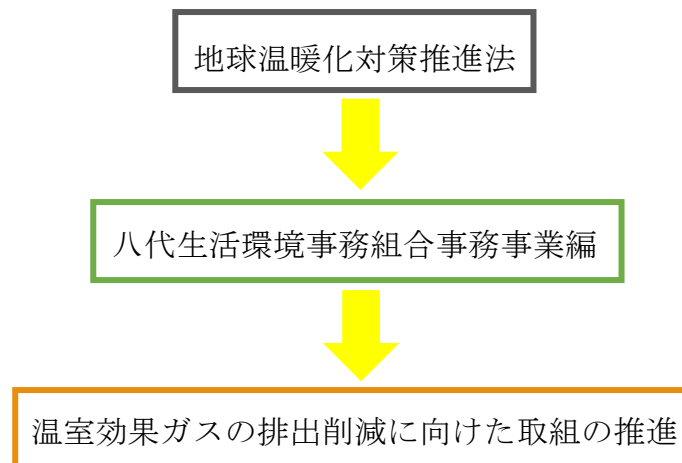 地球温暖化対策推進法
八代生活環境事務組合事務事業編
温室効果ガスの排出削減に向けた取組の推進